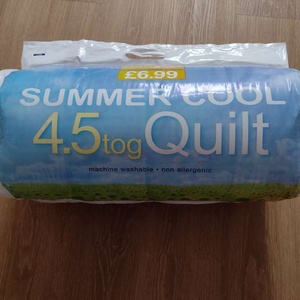 £6.99
SUMMER COOL
4.5tog Quilt
machine washable • non allergenic